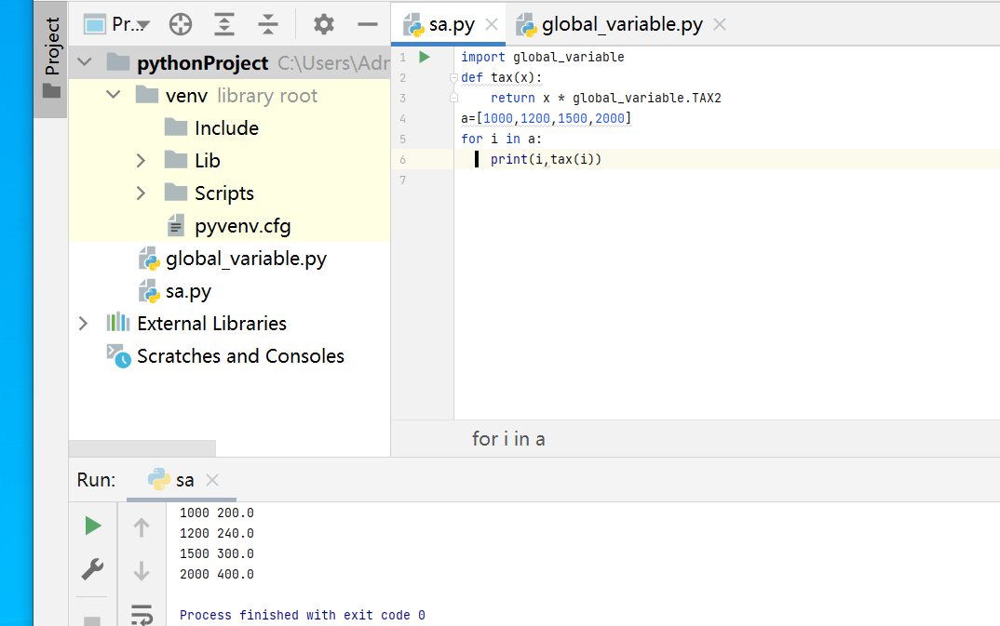 Project
Pr...
pythonProject C:\Users\Adr
venv library root
Include
Lib
Scripts
pyvenv.cfg
global_variable.py
sa.py
External Libraries
Scratches and Consoles
sa.py
global_variable.py
1 import global_variable
2 def tax(x):
3 return x * global_variable.TAX2
4 a=[1000,1200,1500,2000]
5 for i in a:
6 print(i,tax(i))
7
for i in a
Run: sa
1000 200.0
1200 240.0
1500 300.0
2000 400.0
Process finished with exit code 0